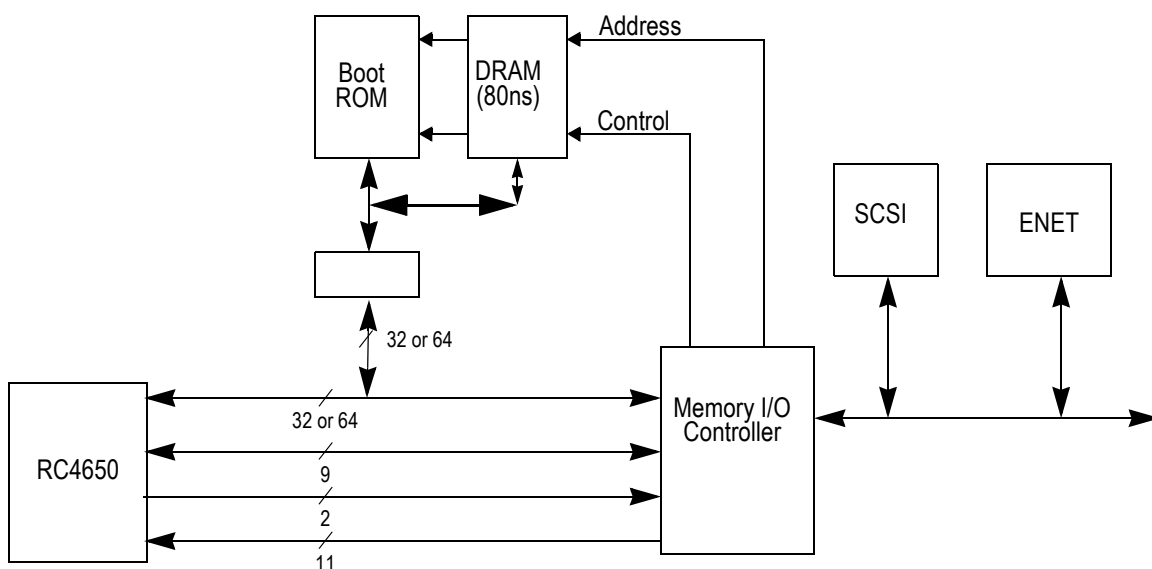 Address
Boot
ROM
DRAM
(80ns)
Control
SCSI
ENET
32 or 64
32 or 64
Memory I/O
Controller
RC4650
9
2
11